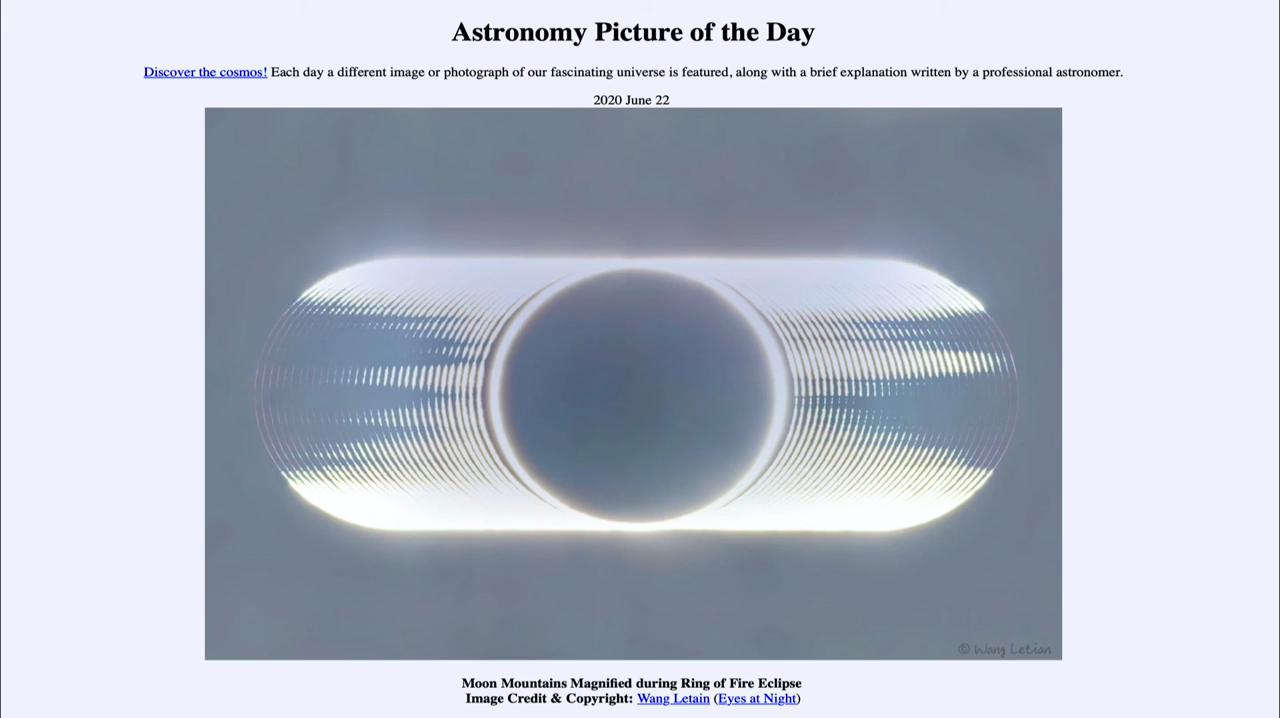 Astronomy Picture of the Day
Discover the cosmos! Each day a different image or photograph of our fascinating universe is featured, along with a brief explanation written by a professional astronomer.
2020 June 22
© Wang Letian
Moon Mountains Magnified during Ring of Fire Eclipse
Image Credit & Copyright: Wang Letain (Eyes at Night)